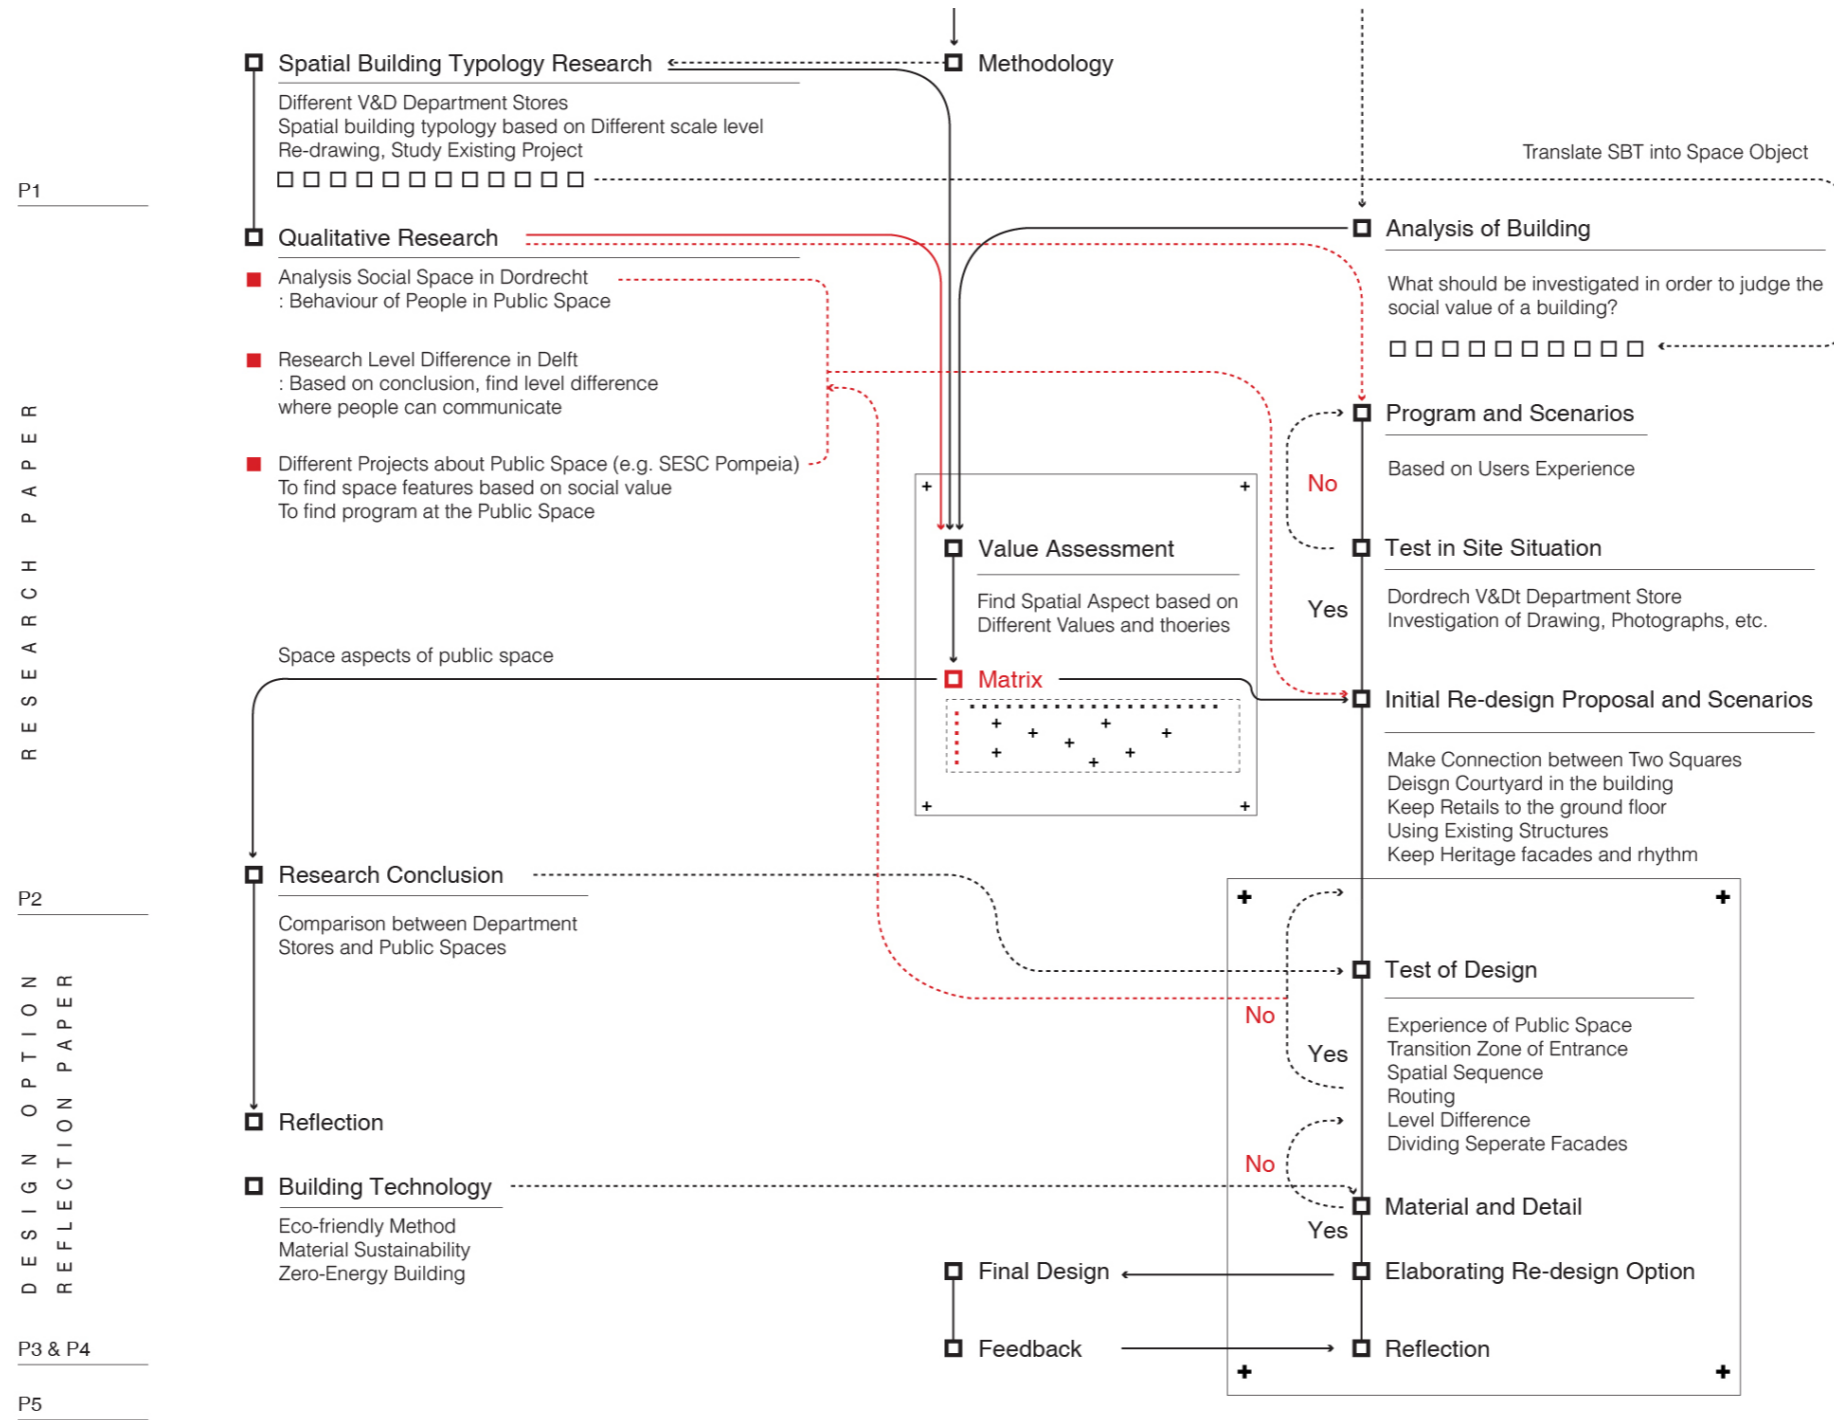 Spatial Building Typology Research
Different V&D Department Stores
Spatial building typology based on Different scale level
Re-drawing, Study Existing Project
Methodology
Translate SBT into Space Object
P1
Qualitative Research
Analysis Social Space in Dordrecht
: Behaviour of People in Public Space
Research Level Difference in Delft
: Based on conclusion, find level difference
where people can communicate
Different Projects about Public Space (e.g. SESC Pompeia)
To find space features based on social value
To find program at the Public Space
Analysis of Building
What should be investigated in order to judge the
social value of a building?
Program and Scenarios
Based on Users Experience
No
Test in Site Situation
Yes
Dordrech V&Dt Department Store
Investigation of Drawing, Photographs, etc.
Value Assessment
Find Spatial Aspect based on
Different Values and thoeries
RESEARCH PAPER
Space aspects of public space
Matrix
Initial Re-design Proposal and Scenarios
Make Connection between Two Squares
Deisgn Courtyard in the building
Keep Retails to the ground floor
Using Existing Structures
Keep Heritage facades and rhythm
P2
Research Conclusion
Comparison between Department
Stores and Public Spaces
Test of Design
No
Yes
Experience of Public Space
Transition Zone of Entrance
Spatial Sequence
Routing
Level Difference
Dividing Seperate Facades
DESIGN OPTION
REFLECTION PAPER
Reflection
Building Technology
Eco-friendly Method
Material Sustainability
Zero-Energy Building
No
Material and Detail
Yes
Final Design
Elaborating Re-design Option
Feedback
Reflection
P3 & P4
P5